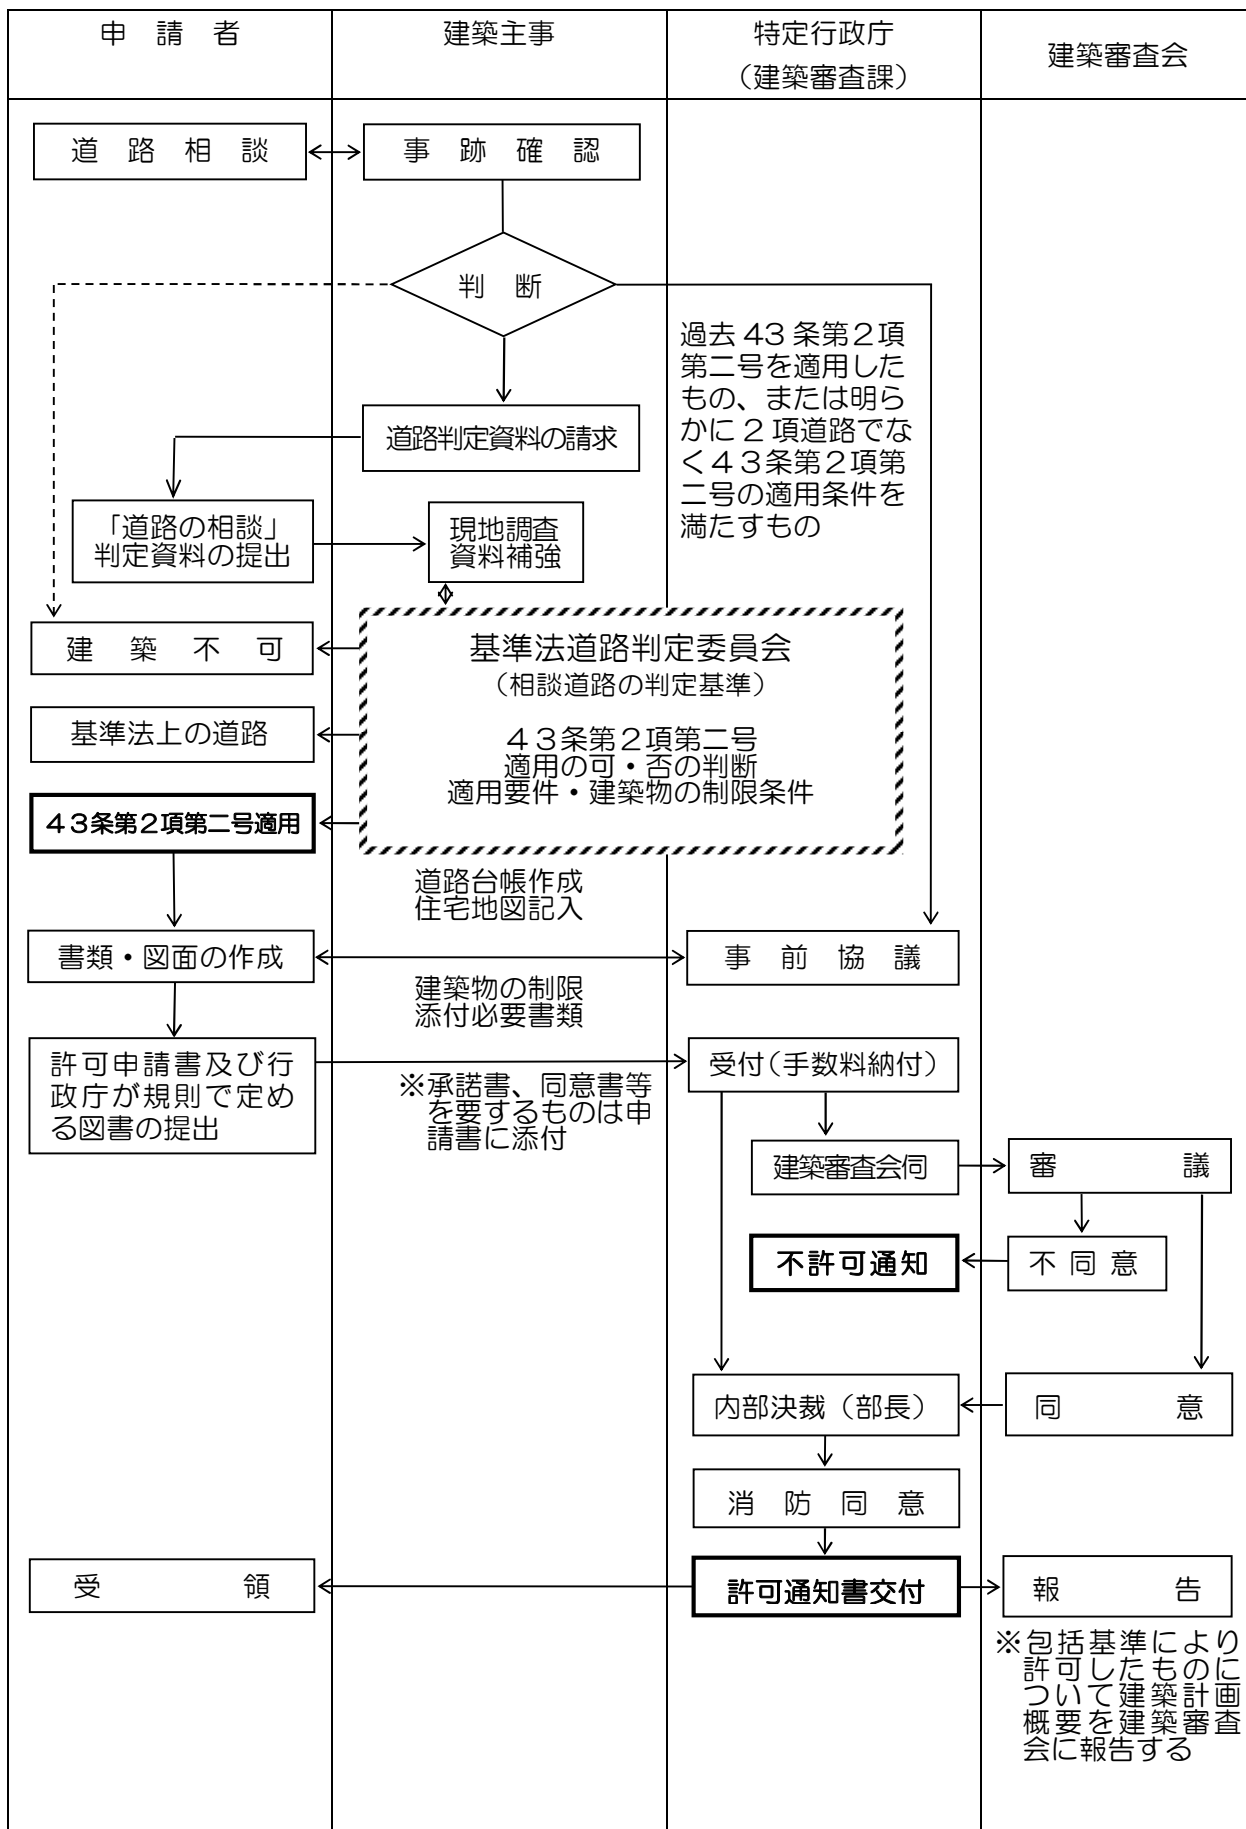 申請者
建築主事
特定行政庁
（建築審査課）
建築審査会
道路相談
事跡確認
判断
過去43条第２項
第二号を適用した
もの、または明ら
かに２項道路でな
く４３条第２項第
二号の適用条件を
満たすもの
道路判定資料の請求
「道路の相談」
判定資料の提出
現地調査
資料補強
建築不可
基準法道路判定委員会
（相談道路の判定基準）
４３条第２項第二号
適用の可・否の判断
適用要件・建築物の制限条件
基準法上の道路
４３条第２項第二号適用
道路台帳作成
住宅地図記入
書類・図面の作成
事前協議
建築物の制限
添付必要書類
許可申請書及び行
政庁が規則で定め
る図書の提出
受付（手数料納付）
※承諾書、同意書等
を要するものは申
請書に添付
建築審査会伺
審議
不許可通知
不同意
内部決裁（部長）
同意
消防同意
受領
許可通知書交付
報告
※包括基準により
許可したものに
ついて建築計画
概要を建築審査
会に報告する